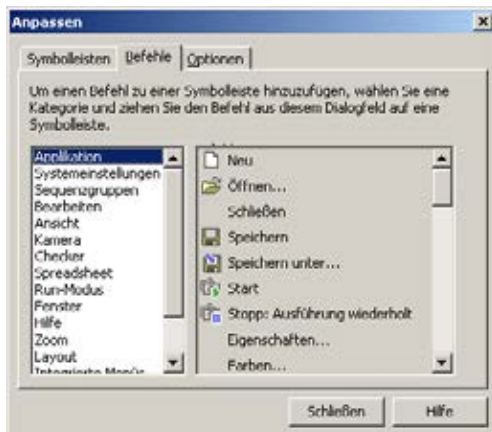 Anpassen
Symbolleisten Befehle Optionen
Um einen Befehl zu einer Symbolleiste hinzuzufügen, wählen Sie eine
Kategorie und ziehen Sie den Befehl aus diesem Dialogfeld auf eine
Symbolleiste.
Applikation
Systemeinstellungen
Sequenzgruppen
Bearbeiten
Ansicht
Kamera
Checker
Spreadsheet
Run-Modus
Fenster
Hilfe
Zoom
Layout
Integrierte Menüs
Neu
Öffnen...
Schließen
Speichern
Speichern unter...
Start
Stopp: Ausführung wiederholt
Eigenschaften...
Farben...
Schließen Hilfe